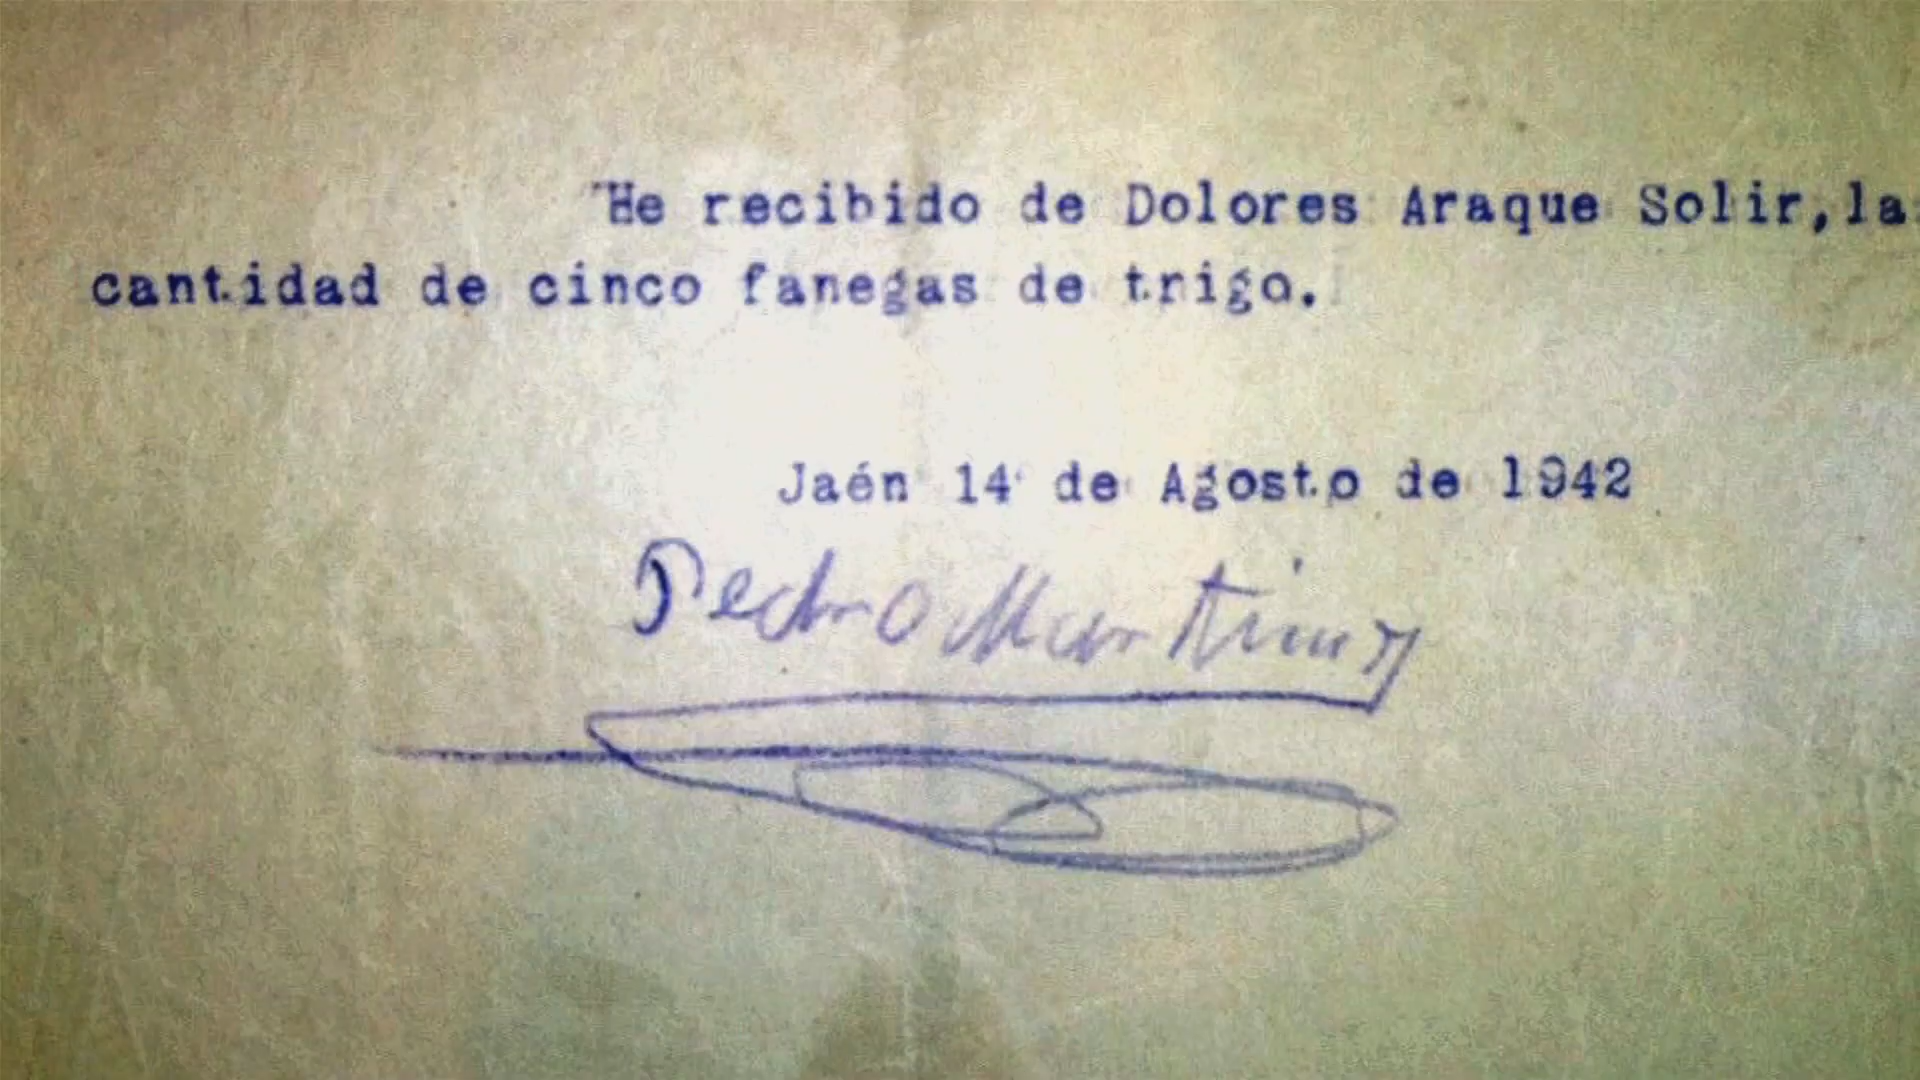 He recibido de Dolores Araque Solir, la
cantidad de cinco fanegas de trigo.
Jaén 14 de Agosto de 1942
Pedro Martinez